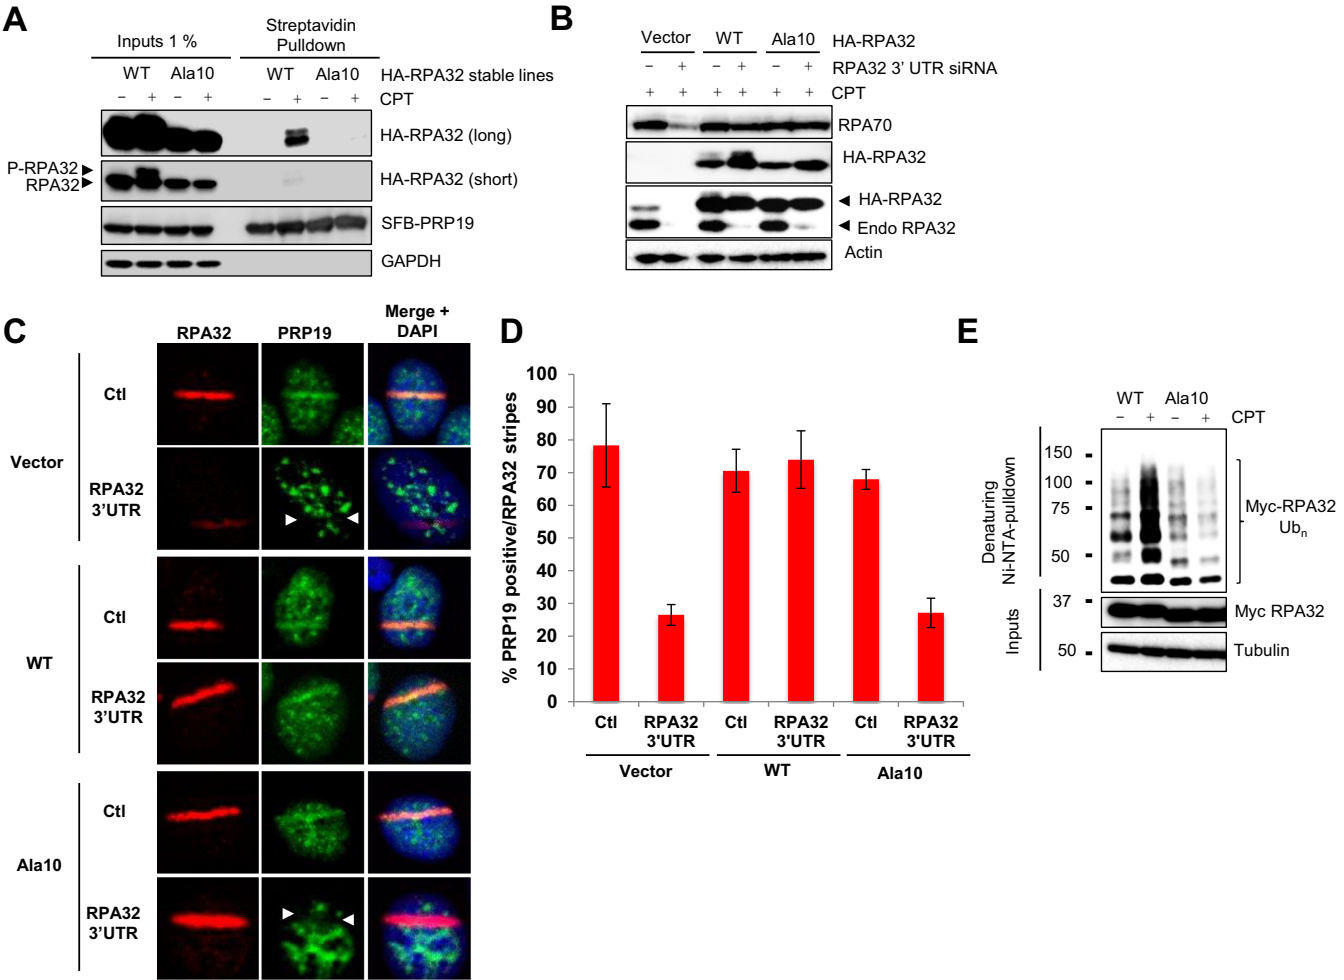 A
Inputs 1 %
Streptavidin
Pulldown
WT Ala10 WT Ala10 HA-RPA32 stable lines
− + − + − + − + CPT
HA-RPA32 (long)
P-RPA32
RPA32
HA-RPA32 (short)
SFB-PRP19
GAPDH
B
Vector WT Ala10 HA-RPA32
− + − + − + RPA32 3' UTR siRNA
+ + + + + + CPT
RPA70
HA-RPA32
HA-RPA32
Endo RPA32
Actin
C
RPA32 PRP19 Merge +
DAPI
Vector
Ctl
RPA32
3’UTR
WT
Ctl
RPA32
3’UTR
Ala10
Ctl
RPA32
3’UTR
D
% PRP19 positive/RPA32 stripes
100
90
80
70
60
50
40
30
20
10
0
Ctl RPA32 Ctl RPA32 Ctl RPA32
3'UTR 3'UTR 3'UTR
Vector WT Ala10
E
WT Ala10
− + − + CPT
Denaturing
Ni-NTA-pulldown
150
100
75
50
Myc-RPA32
Ubn
Inputs
37
Myc RPA32
50
Tubulin